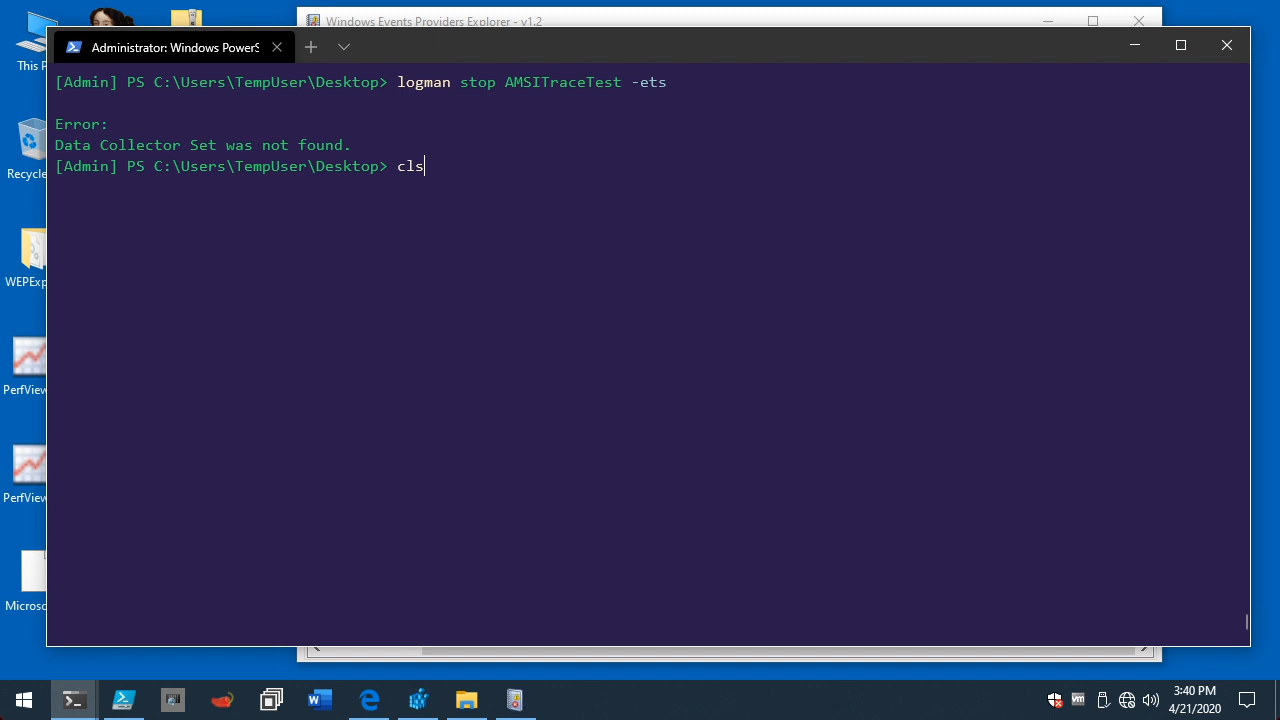 Windows Events Providers Explorer - v1.2
Administrator: Windows PowerS
[Admin] PS C:\Users\TempUser\Desktop> logman stop AMSITraceTest -ets
Error:
Data Collector Set was not found.
[Admin] PS C:\Users\TempUser\Desktop> cls
This P
Recycle
WEPExp
PerfView
PerfView
Microso
3:40 PM
4/21/2020